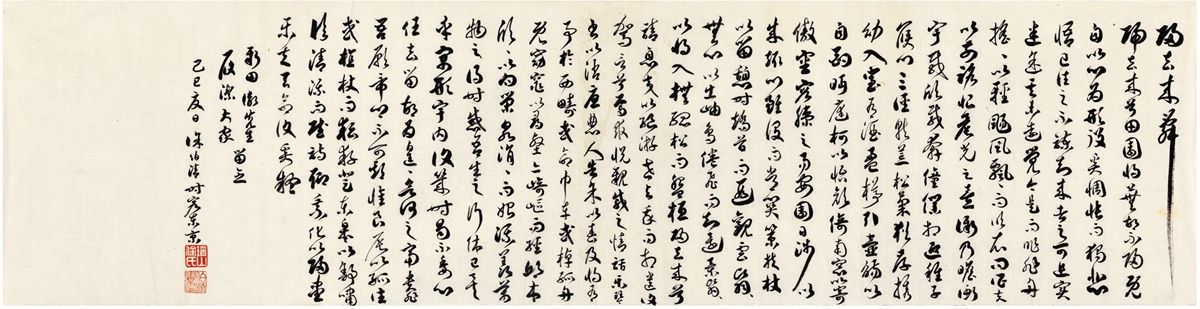 歸去來辭
歸去來兮田園將蕪胡不歸既
自以心為形役奚惆悵而獨悲
悟已往之不諫知來者之可追實
迷途其未遠覺今是而昨非舟
搖搖以輕颺風飄飄而吹衣問征夫
以前路恨晨光之熹微乃瞻衡
宇載欣載奔僮僕歡迎稚子
候門三徑就荒松菊猶存攜
幼入室有酒盈樽引壺觴以
自酌眄庭柯以怡顏倚南窗以寄
傲審容膝之易安園日涉以
成趣門雖設而常關策扶老
以流憩時矯首而遐觀雲
無心以出岫鳥倦飛而知還景翳翳
以將入撫孤松而盤桓歸去來兮
請息交以絕游世與我而相違復
駕言兮焉求悅親戚之情話樂琴
書以消憂農人告余以春及將有
事於西疇或命巾車或棹孤舟
既窈窕以尋壑亦崎嶇而經丘木
欣欣以向榮泉涓涓而始流善萬
物之得時感吾生之行休已矣
乎寓形宇內復幾時曷不委心
任去留胡為遑遑欲何之富貴非
吾願帝鄉不可期懷良辰以孤往
或植杖而耘耔登東皋以舒嘯
臨清流而賦詩聊乘化以歸盡
樂夫天命復奚疑
先生 留念
己巳夏日 徐伯清時客東京